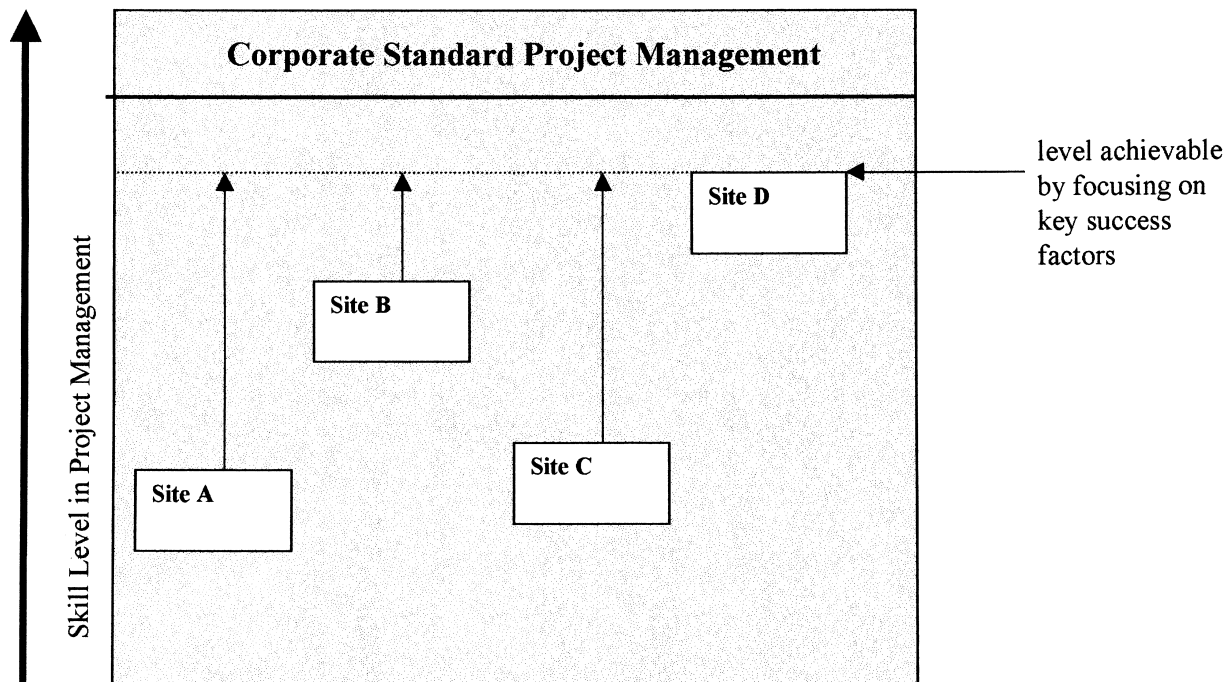 Corporate Standard Project Management
level achievable
by focusing on
key success
factors
Site D
Site B
Site C
Site A
Skill Level in Project Management